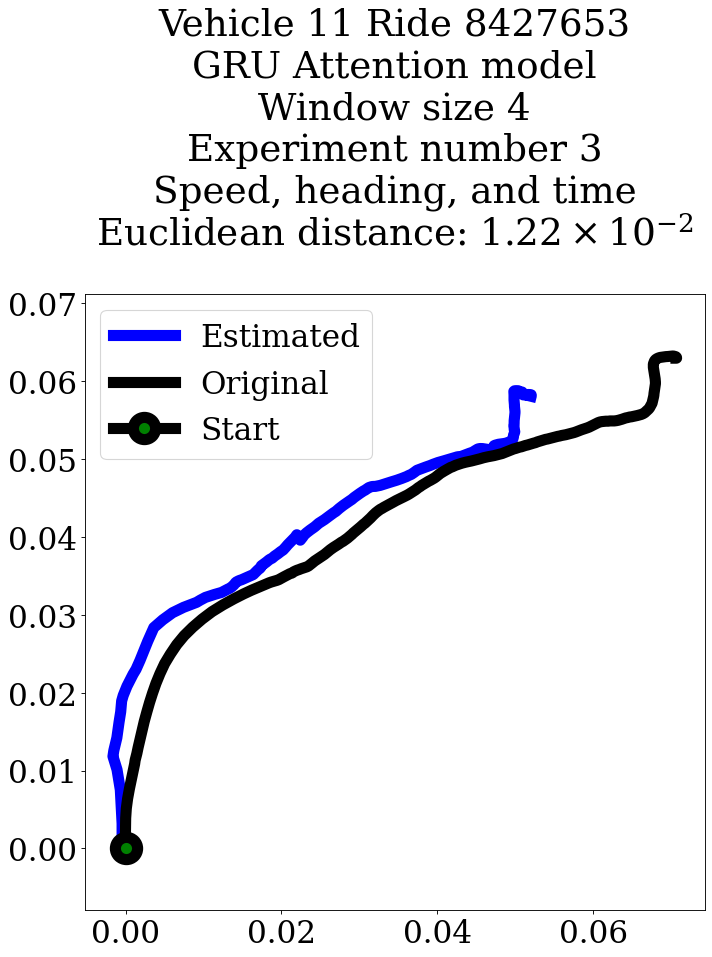 Vehicle 11 Ride 8427653
GRU Attention model
Window size 4
Experiment number 3
Speed, heading, and time
Euclidean distance: 1.22 × 10⁻²
0.07
Estimated
0.06
Original
Start
0.05
0.04
0.03
0.02
0.01
0.00
0.00 0.02 0.04 0.06